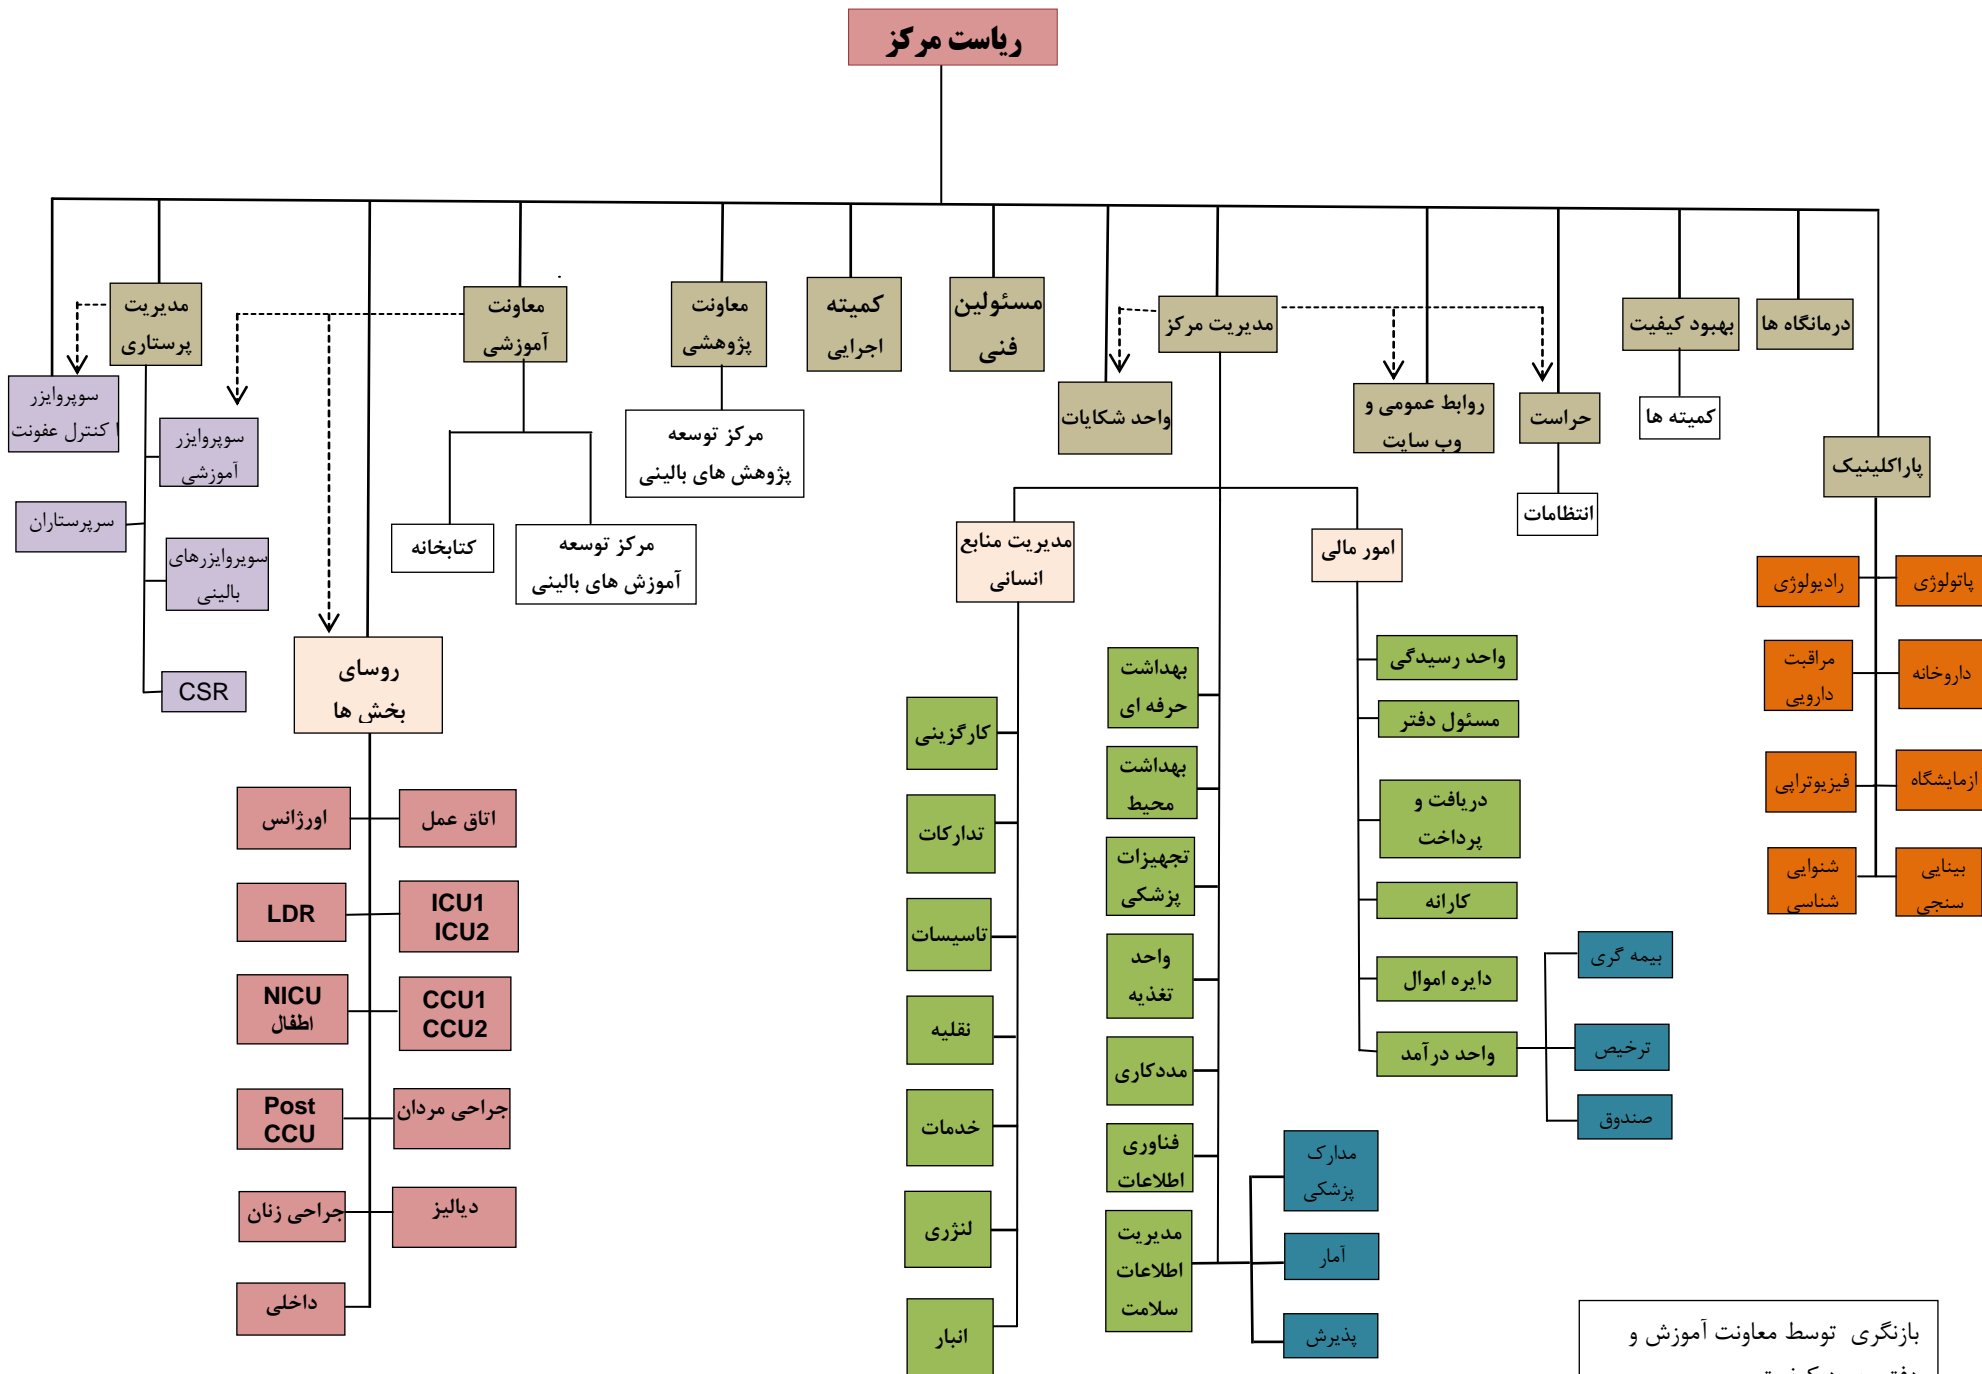 ریاست مرکز
مدیریت
پرستاری
معاونت
آموزشی
معاونت
پژوهشی
کمیته
اجرایی
مسئولین
فنی
مدیریت مرکز
بهبود کیفیت
درمانگاه ها
سوپروایزر
کنترل عفونت
سوپروایزر
آموزشی
مرکز توسعه
پژوهش های بالینی
واحد شکایات
روابط عمومی و
وب سایت
حراست
کمیته ها
پاراکلینیک
سرپرستاران
سوپروایزرهای
بالینی
CSR
کتابخانه
مرکز توسعه
آموزش های بالینی
مدیریت منابع
انسانی
امور مالی
انتظامات
روسای
بخش ها
اورژانس
اتاق عمل
LDR
ICU1
ICU2
NICU
اطفال
CCU1
CCU2
Post
CCU
جراحی مردان
جراحی زنان
دیالیز
داخلی
کارگزینی
تدارکات
تاسیسات
نقلیه
خدمات
لنژری
انبار
بهداشت
حرفه ای
بهداشت
محیط
تجهیزات
پزشکی
واحد
تغذیه
مددکاری
فناوری
اطلاعات
مدیریت
اطلاعات
سلامت
مدارک
پزشکی
آمار
پذیرش
واحد رسیدگی
مسئول دفتر
دریافت و
پرداخت
کارانه
دایره اموال
واحد درآمد
بیمه گری
ترخیص
صندوق
رادیولوژی
پاتولوژی
مراقبت
دارویی
داروخانه
فیزیوتراپی
ازمایشگاه
شنوایی
شناسی
بینایی
سنجی
بازنگری توسط معاونت آموزش و